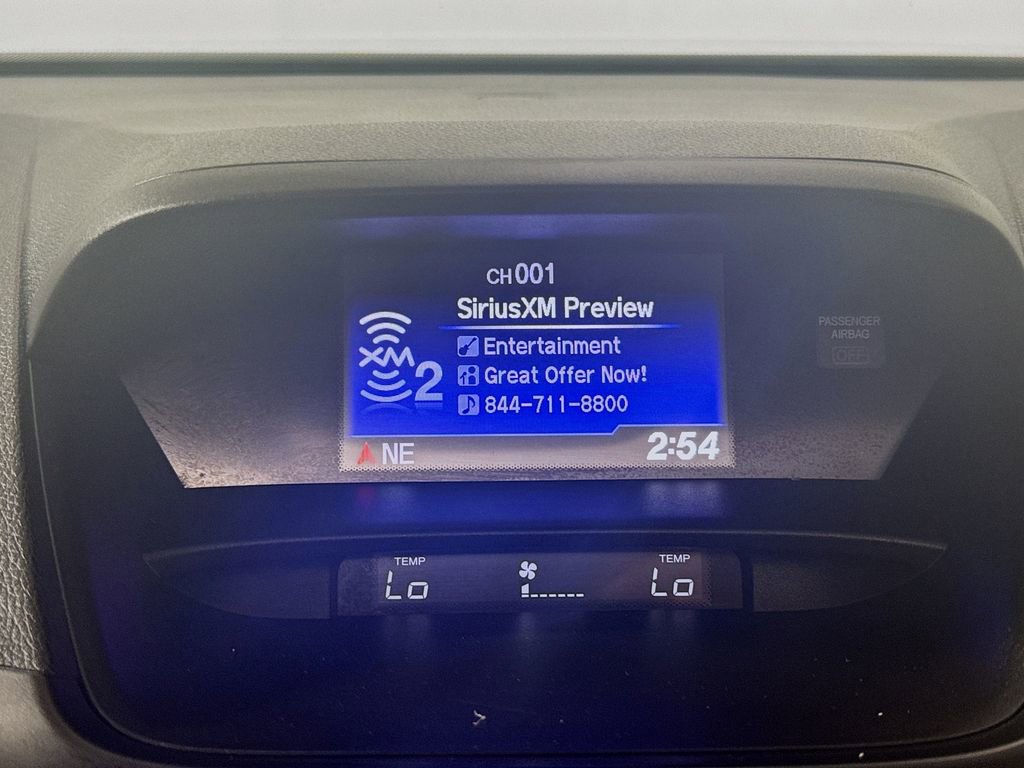 CH001
SiriusXM Preview
Entertainment
XM 2
Great Offer Now!
844-711-8800
PASSENGER
AIRBAG
OFF
NE
2:54
TEMP
Lo
TEMP
Lo